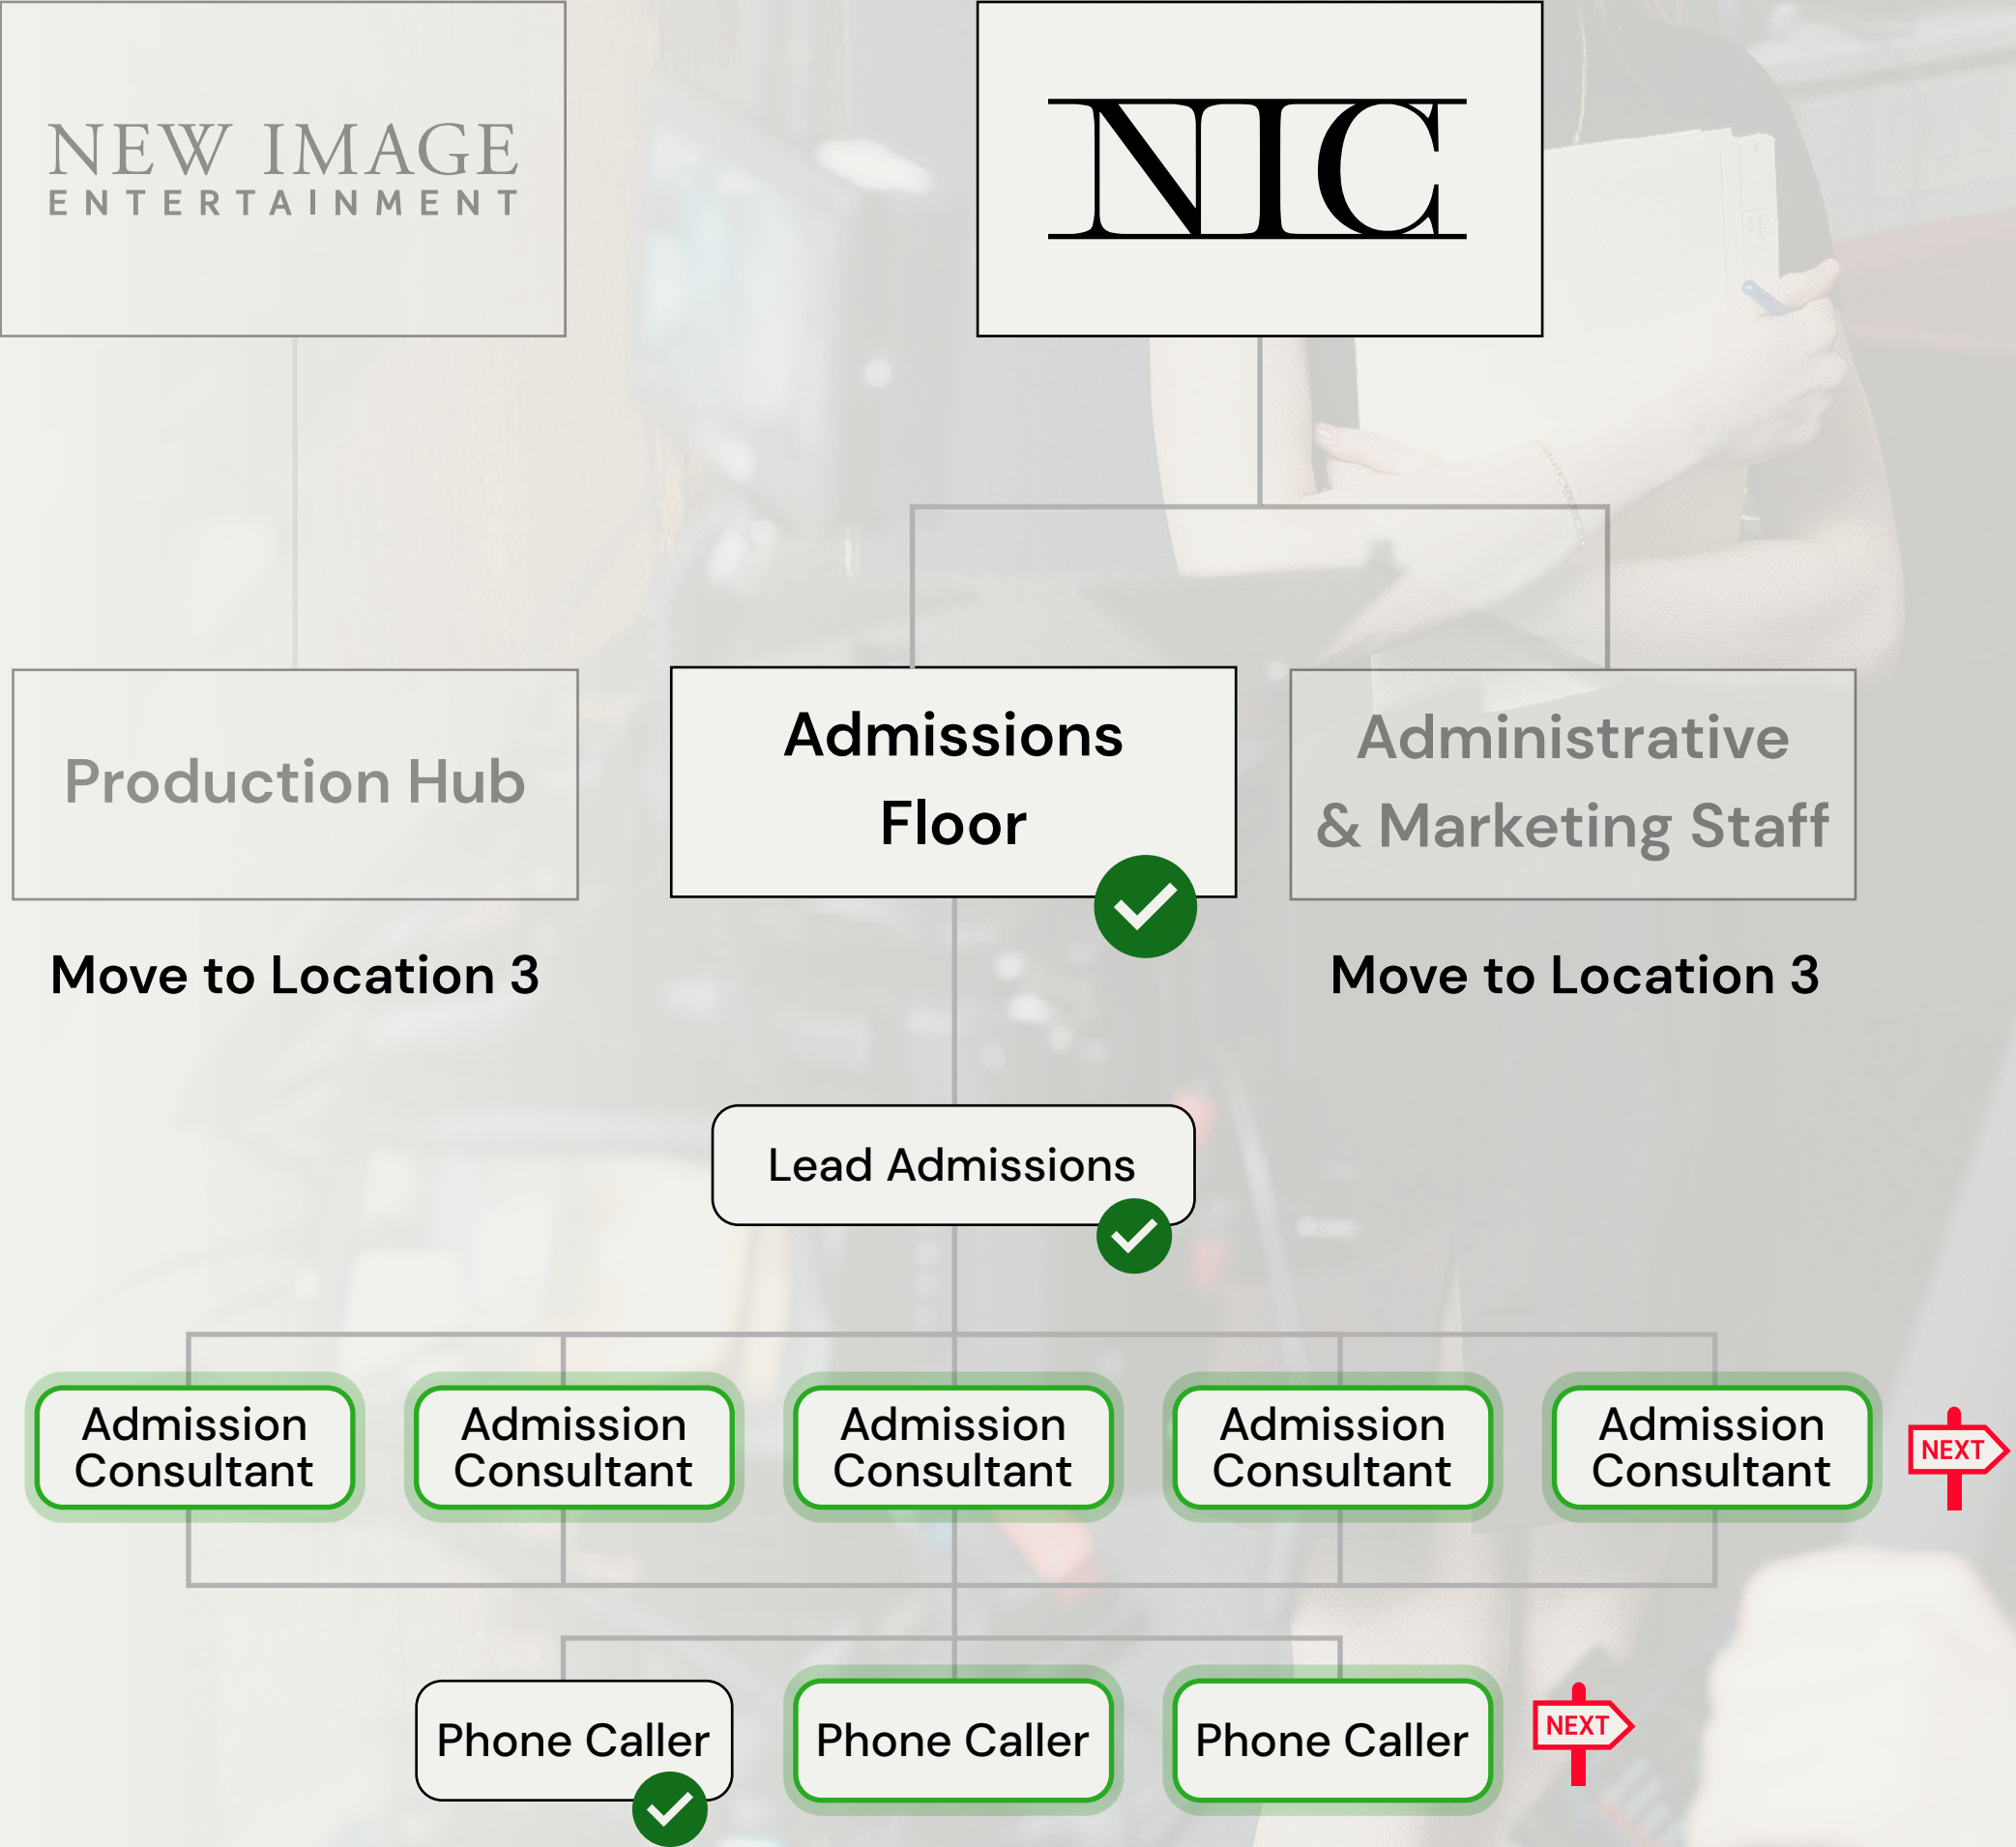 NEW IMAGE
ENTERTAINMENT
NIC
Production Hub
Admissions
Floor
Administrative
& Marketing Staff
Move to Location 3
Move to Location 3
Lead Admissions
Admission
Consultant
Admission
Consultant
Admission
Consultant
Admission
Consultant
Admission
Consultant
NEXT
Phone Caller
Phone Caller
Phone Caller
NEXT